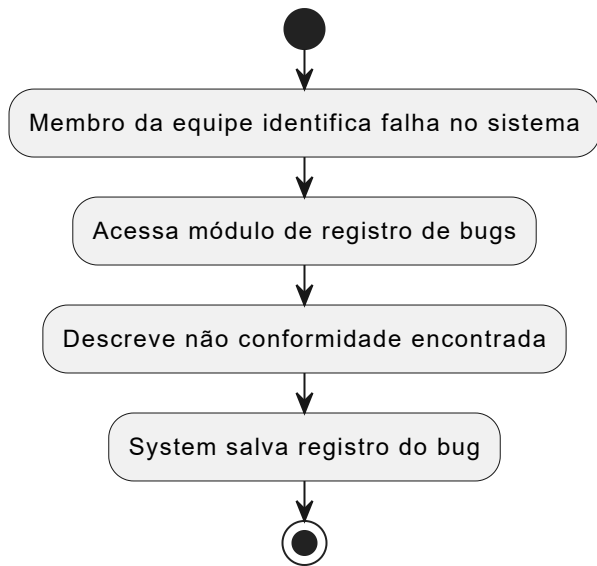 Membro da equipe identifica falha no sistema
Acessa módulo de registro de bugs
Descreve não conformidade encontrada
System salva registro do bug